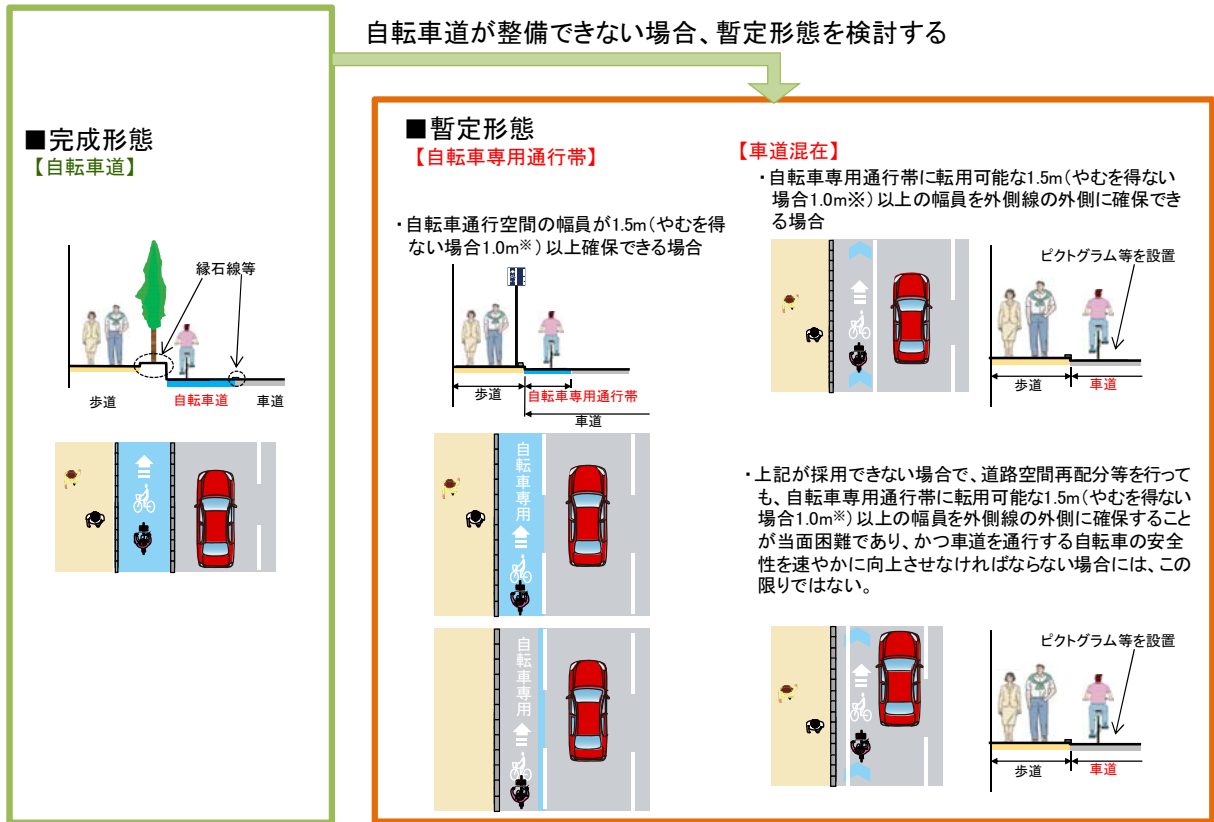 自転車道が整備できない場合、暫定形態を検討する
■完成形態
【自転車道】
縁石線等
歩道
自転車道
車道
■暫定形態
【自転車専用通行帯】
・自転車通行空間の幅員が1.5m(やむを得
ない場合1.0m※)以上確保できる場合
歩道
自転車専用通行帯
車道
自転車専用
自転車専用
【車道混在】
・自転車専用通行帯に転用可能な1.5m(やむを得ない
場合1.0m※)以上の幅員を外側線の外側に確保でき
る場合
ピクトグラム等を設置
歩道
車道
・上記が採用できない場合で、道路空間再配分等を行って
も、自転車専用通行帯に転用可能な1.5m(やむを得ない
場合1.0m※)以上の幅員を外側線の外側に確保すること
が当面困難であり、かつ車道を通行する自転車の安全
性を速やかに向上させなければならない場合には、この
限りではない。
ピクトグラム等を設置
歩道
車道